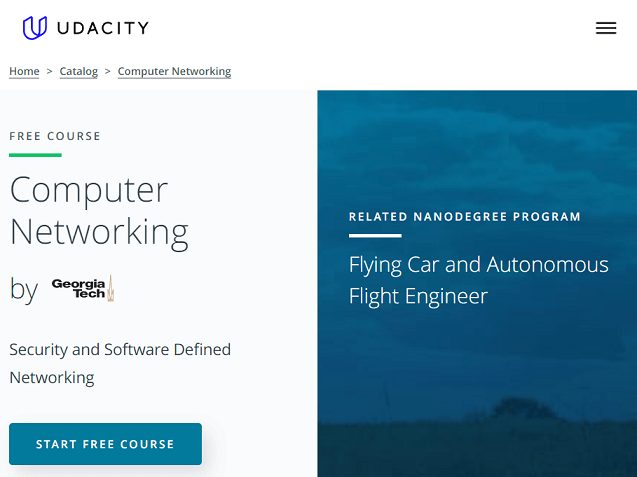 UDACITY
Home > Catalog > Computer Networking
FREE COURSE
Computer
Networking
by Georgia
Tech
Security and Software Defined
Networking
START FREE COURSE
RELATED NANODEGREE PROGRAM
Flying Car and Autonomous
Flight Engineer